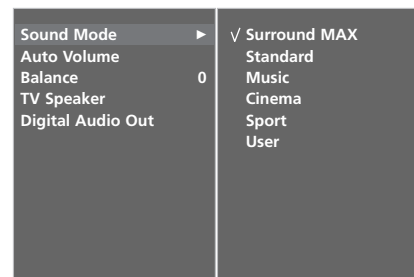 Sound Mode ►
Auto Volume
Balance 0
TV Speaker
Digital Audio Out
√ Surround MAX
Standard
Music
Cinema
Sport
User